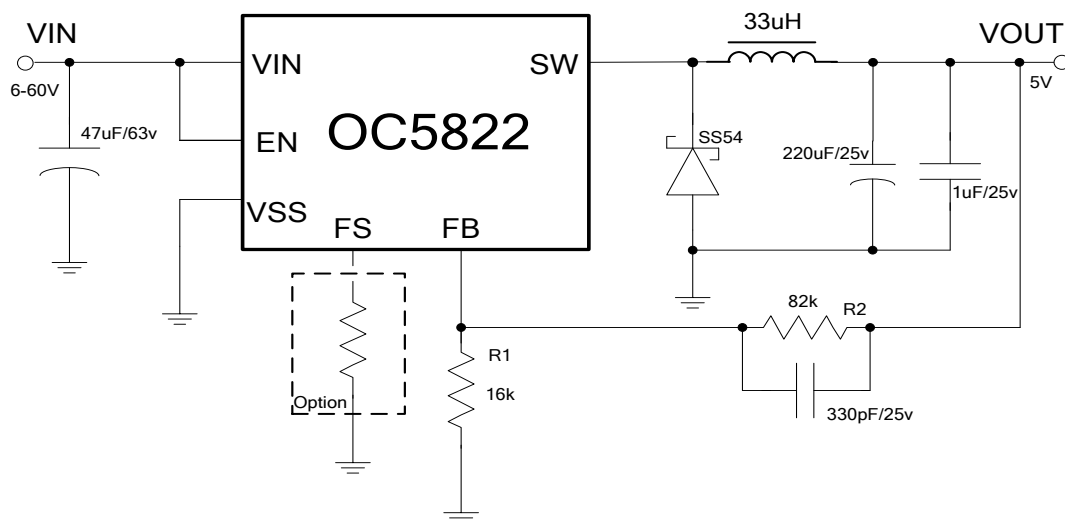 33uH
VIN
VOUT
VIN
SW
6-60V
5V
OC5822
47uF/63v
EN
SS54
220uF/25v
1uF/25v
VSS
FS
FB
82k
R2
R1
16k
Option
330pF/25v